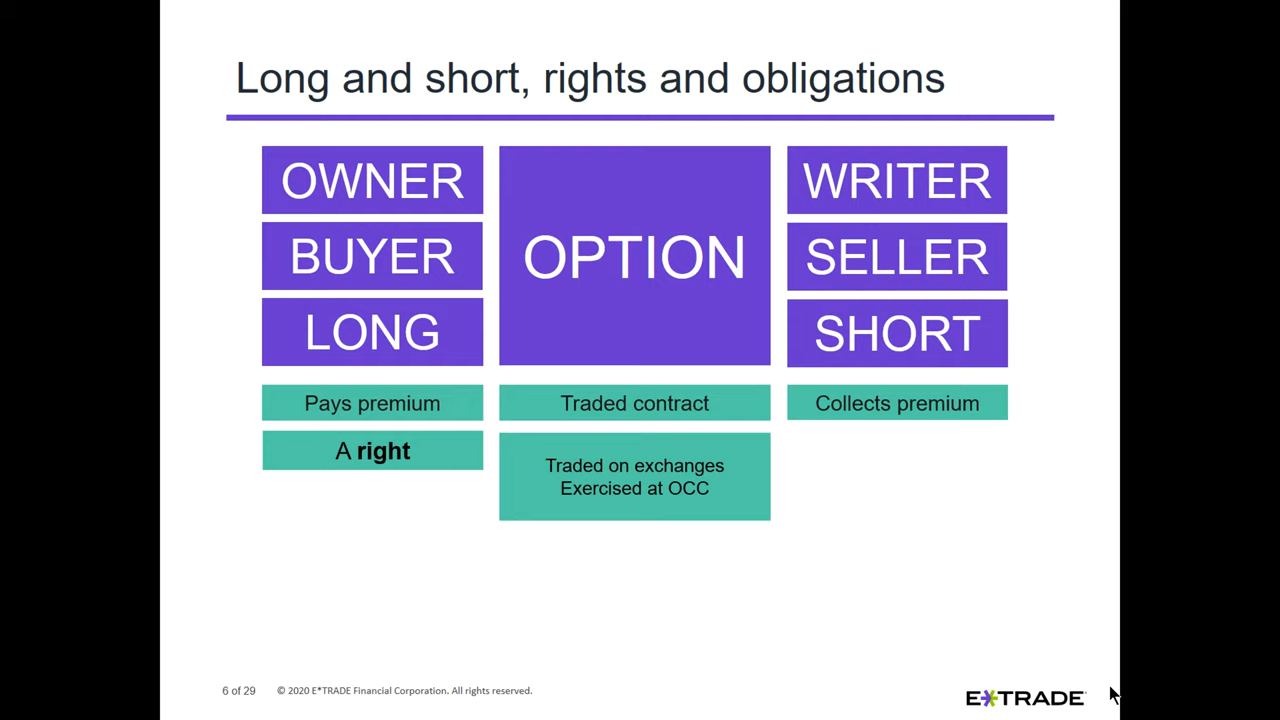 Long and short, rights and obligations
OWNER
BUYER
LONG
OPTION
WRITER
SELLER
SHORT
Pays premium
Traded contract
Collects premium
A right
Traded on exchanges
Exercised at OCC
6 of 29
© 2020 E*TRADE Financial Corporation. All rights reserved.
E*TRADE